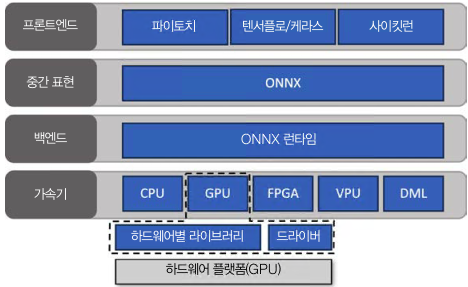 프론트엔드
파이토치
텐서플로/케라스
사이킷런
중간 표현
ONNX
백엔드
ONNX 런타임
가속기
CPU
GPU
FPGA
VPU
DML
하드웨어별 라이브러리
드라이버
하드웨어 플랫폼(GPU)